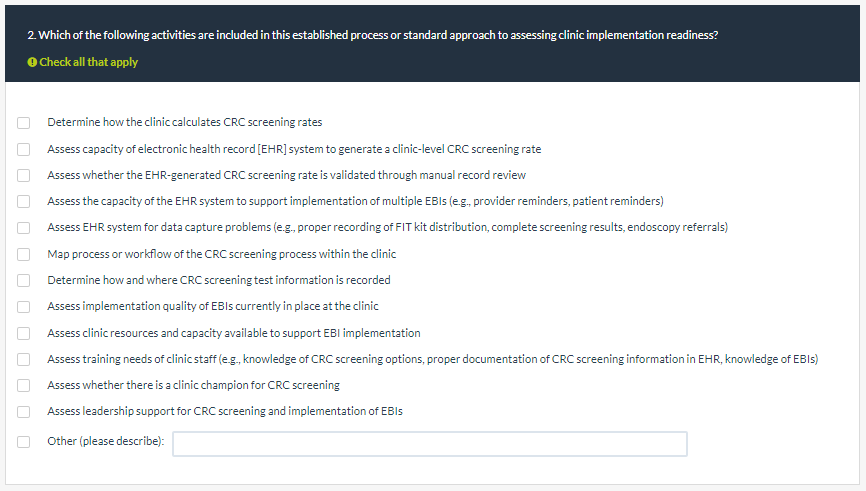 2. Which of the following activities are included in this established process or standard approach to assessing clinic implementation readiness?
Check all that apply
Determine how the clinic calculates CRC screening rates
Assess capacity of electronic health record [EHR] system to generate a clinic-level CRC screening rate
Assess whether the EHR-generated CRC screening rate is validated through manual record review
Assess the capacity of the EHR system to support implementation of multiple EBIs (e.g., provider reminders, patient reminders)
Assess EHR system for data capture problems (e.g., proper recording of FIT kit distribution, complete screening results, endoscopy referrals)
Map process or workflow of the CRC screening process within the clinic
Determine how and where CRC screening test information is recorded
Assess implementation quality of EBIs currently in place at the clinic
Assess clinic resources and capacity available to support EBI implementation
Assess training needs of clinic staff (e.g., knowledge of CRC screening options, proper documentation of CRC screening information in EHR, knowledge of EBIs)
Assess whether there is a clinic champion for CRC screening
Assess leadership support for CRC screening and implementation of EBIs
Other (please describe):